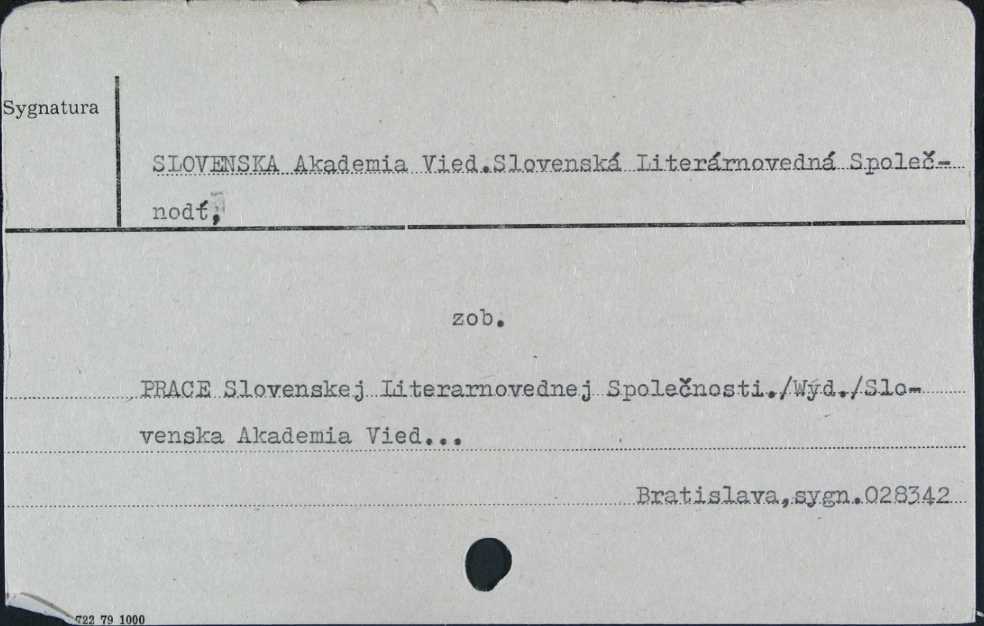 Sygnatura
SLOVENSKA Akademia Vied.Slovenská Literárnovedná Společ-
nodť,
zob.
PRACE Slovenskej Literarnovednej Společnosti./Wyd./Slo-
venska Akademia Vied...
Bratislava,sygn.028342
722 79 1000